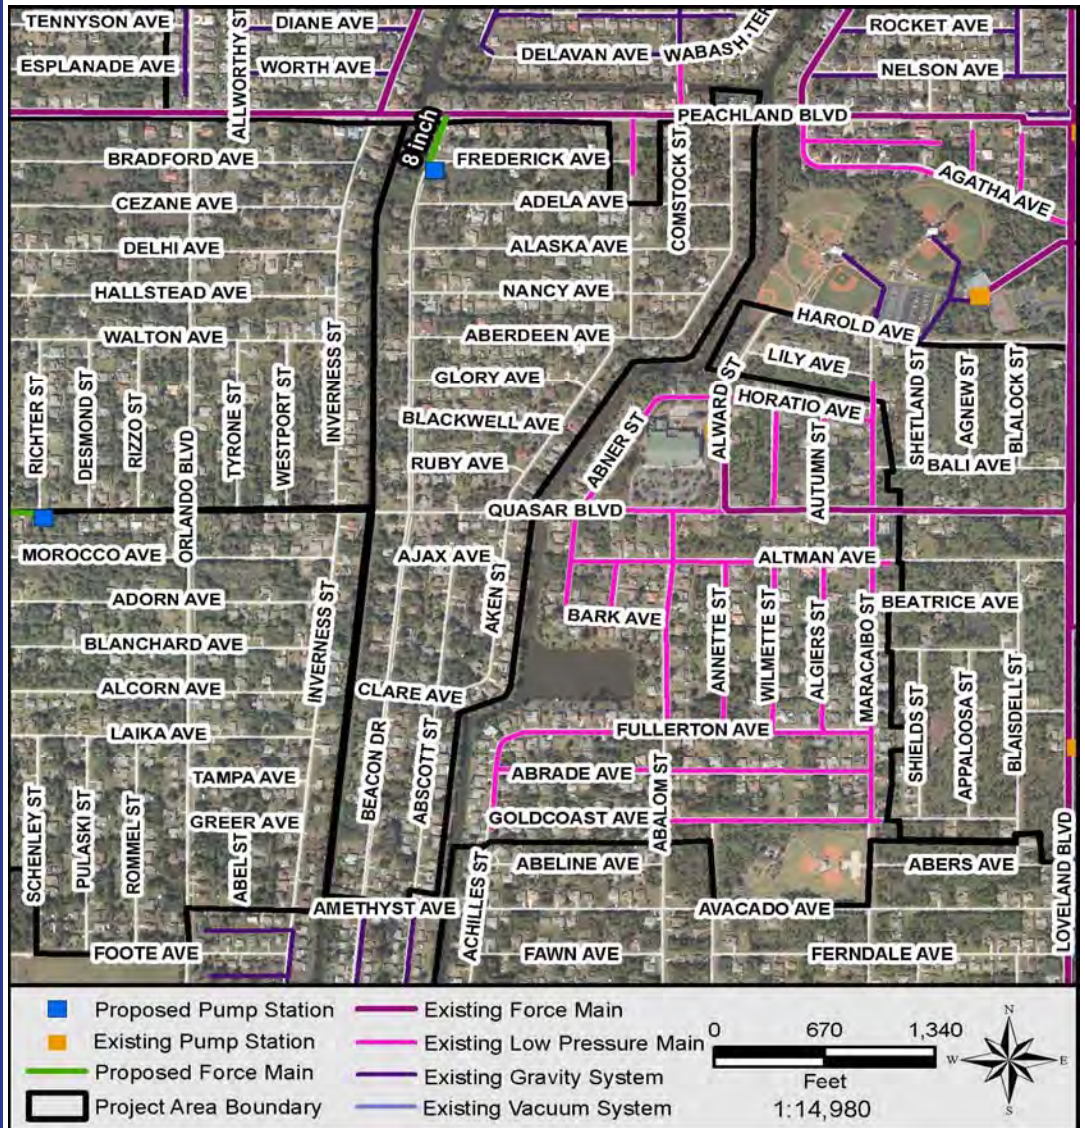 TENNYSON AVE
DIANE AVE
ROCKET AVE
ESPLANADE AVE
ALLWORTHY ST
WORTH AVE
DELAVAN AVE
WABASH TER
NELSON AVE
PEACHLAND BLVD
8 inch
BRADFORD AVE
FREDERICK AVE
COMSTOCK ST
AGATHA AVE
CEZANE AVE
ADELA AVE
DELHI AVE
ALASKA AVE
HALLSTEAD AVE
NANCY AVE
WALTON AVE
INVERNESS ST
ABERDEEN AVE
HAROLD AVE
LILY AVE
GLORY AVE
RICHTER ST
DESMOND ST
RIZZO ST
ORLANDO BLVD
TYRONE ST
WESTPORT ST
BLACKWELL AVE
ABNER ST
ALWARD ST
HORATIO AVE
AUTUMN ST
SHETLAND ST
AGNEW ST
BLALOCK ST
RUBY AVE
BALI AVE
QUASAR BLVD
MOROCCO AVE
AJAX AVE
AKEN ST
ALTMAN AVE
ADORN AVE
BARK AVE
BEATRICE AVE
BLANCHARD AVE
INVERNESS ST
ANNETTE ST
WILMETTE ST
ALGIERS ST
MARACAIBO ST
ALCORN AVE
CLARE AVE
LAIKA AVE
BEACON DR
ABSCOTT ST
FULLERTON AVE
SHIELDS ST
APPALOOSA ST
BLAISDELL ST
TAMPA AVE
ABRADE AVE
ABALOM ST
SCHENLEY ST
PULASKI ST
ROMMEL ST
GREER AVE
ABEL ST
GOLDCOAST AVE
ABELINE AVE
ABERS AVE
LOVELAND BLVD
AMETHYST AVE
ACHILLES ST
AVACADO AVE
FOOTE AVE
FAWN AVE
FERNDALE AVE
Proposed Pump Station
Existing Pump Station
Proposed Force Main
Project Area Boundary
Existing Force Main
Existing Low Pressure Main
Existing Gravity System
Existing Vacuum System
0 670 1,340
Feet
1:14,980
N
W E
S